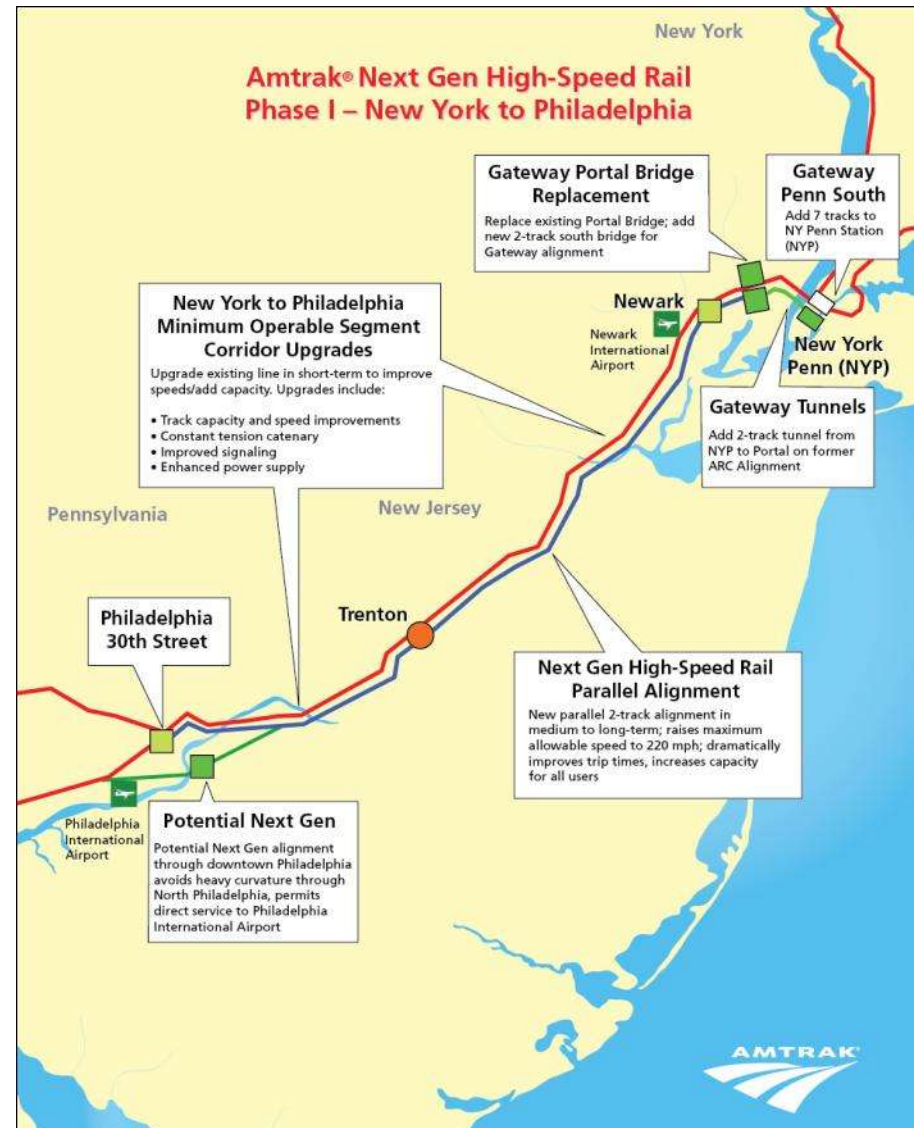 New York
Amtrak® Next Gen High-Speed Rail
Phase I – New York to Philadelphia
Gateway Portal Bridge
Replacement
Replace existing Portal Bridge; add
new 2-track south bridge for
Gateway alignment
Gateway
Penn South
Add 7 tracks to
NY Penn Station
(NYP)
New York to Philadelphia
Minimum Operable Segment
Corridor Upgrades
Upgrade existing line in short-term to improve
speeds/add capacity. Upgrades include:
• Track capacity and speed improvements
• Constant tension catenary
• Improved signaling
• Enhanced power supply
Newark
Newark
International
Airport
New York
Penn (NYP)
Gateway Tunnels
Add 2-track tunnel from
NYP to Portal on former
ARC Alignment
Pennsylvania
New Jersey
Trenton
Philadelphia
30th Street
Next Gen High-Speed Rail
Parallel Alignment
New parallel 2-track alignment in
medium to long-term; raises maximum
allowable speed to 220 mph; dramatically
improves trip times, increases capacity
for all users
Philadelphia
International
Airport
Potential Next Gen
Potential Next Gen alignment
through downtown Philadelphia
avoids heavy curvature through
North Philadelphia, permits
direct service to Philadelphia
International Airport
AMTRAK®